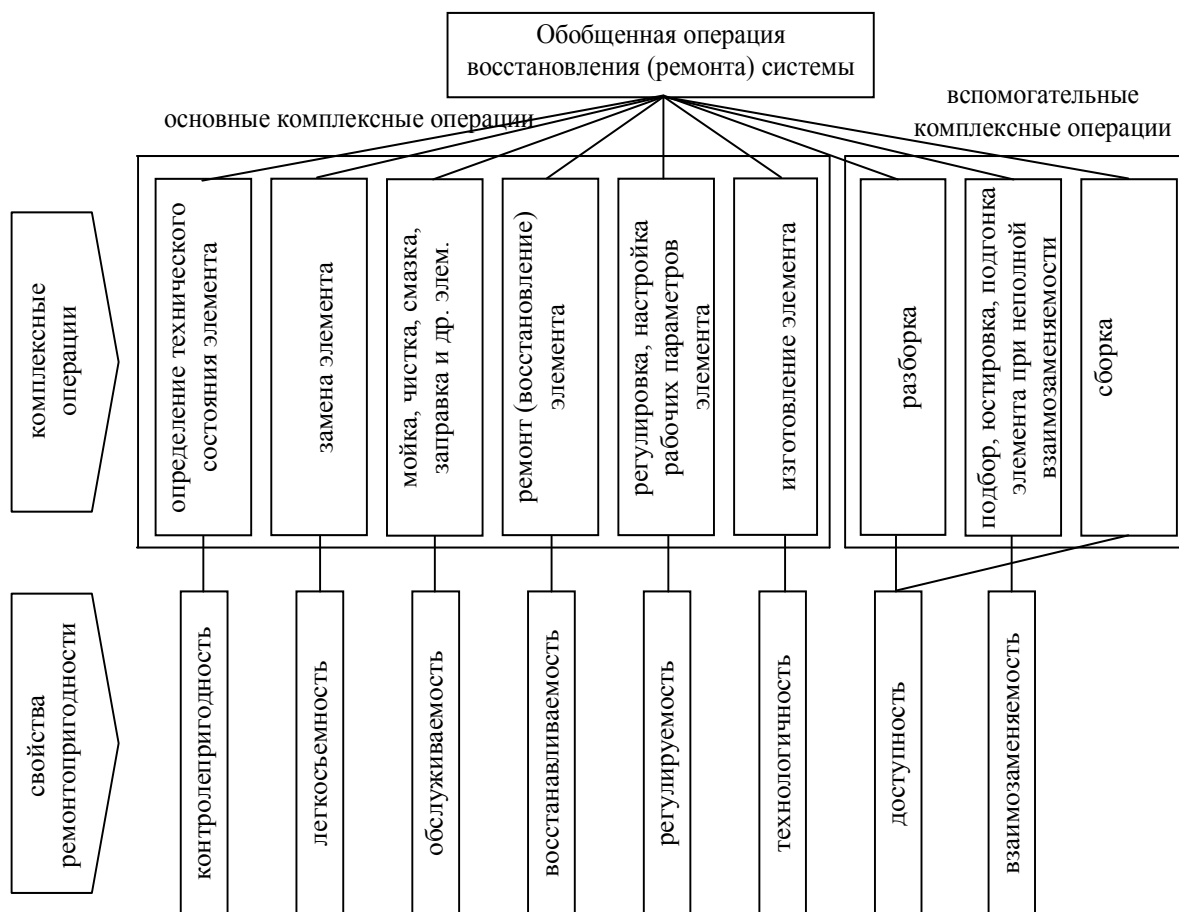 Обобщенная операция
восстановления (ремонта) системы
основные комплексные операции
вспомогательные
комплексные операции
комплексные
операции
определение технического
состояния элемента
замена элемента
мойка, чистка, смазка,
заправка и др. элем.
ремонт (восстановление)
элемента
регулировка, настройка
рабочих параметров
элемента
изготовление элемента
разборка
подбор, юстировка, подгонка
элемента при неполной
взаимозаменяемости
сборка
свойства
ремонтопригодности
контролепригодность
легкосъемность
обслуживаемость
восстанавливаемость
регулируемость
технологичность
доступность
взаимозаменяемость